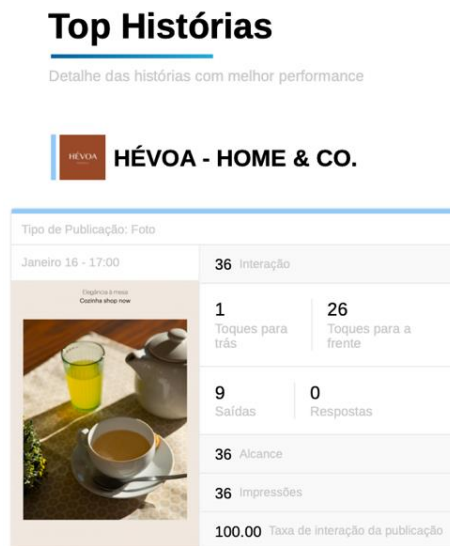 Top Histórias
Detalhe das histórias com melhor performance
HÉVOA
HÉVOA - HOME & CO.
Tipo de Publicação: Foto
Janeiro 16 - 17:00
Elegância à mesa
Cozinha shop now
36 Interação
1
Toques para
trás
26
Toques para a
frente
9
Saídas
0
Respostas
36 Alcance
36 Impressões
100.00 Taxa de interação da publicação